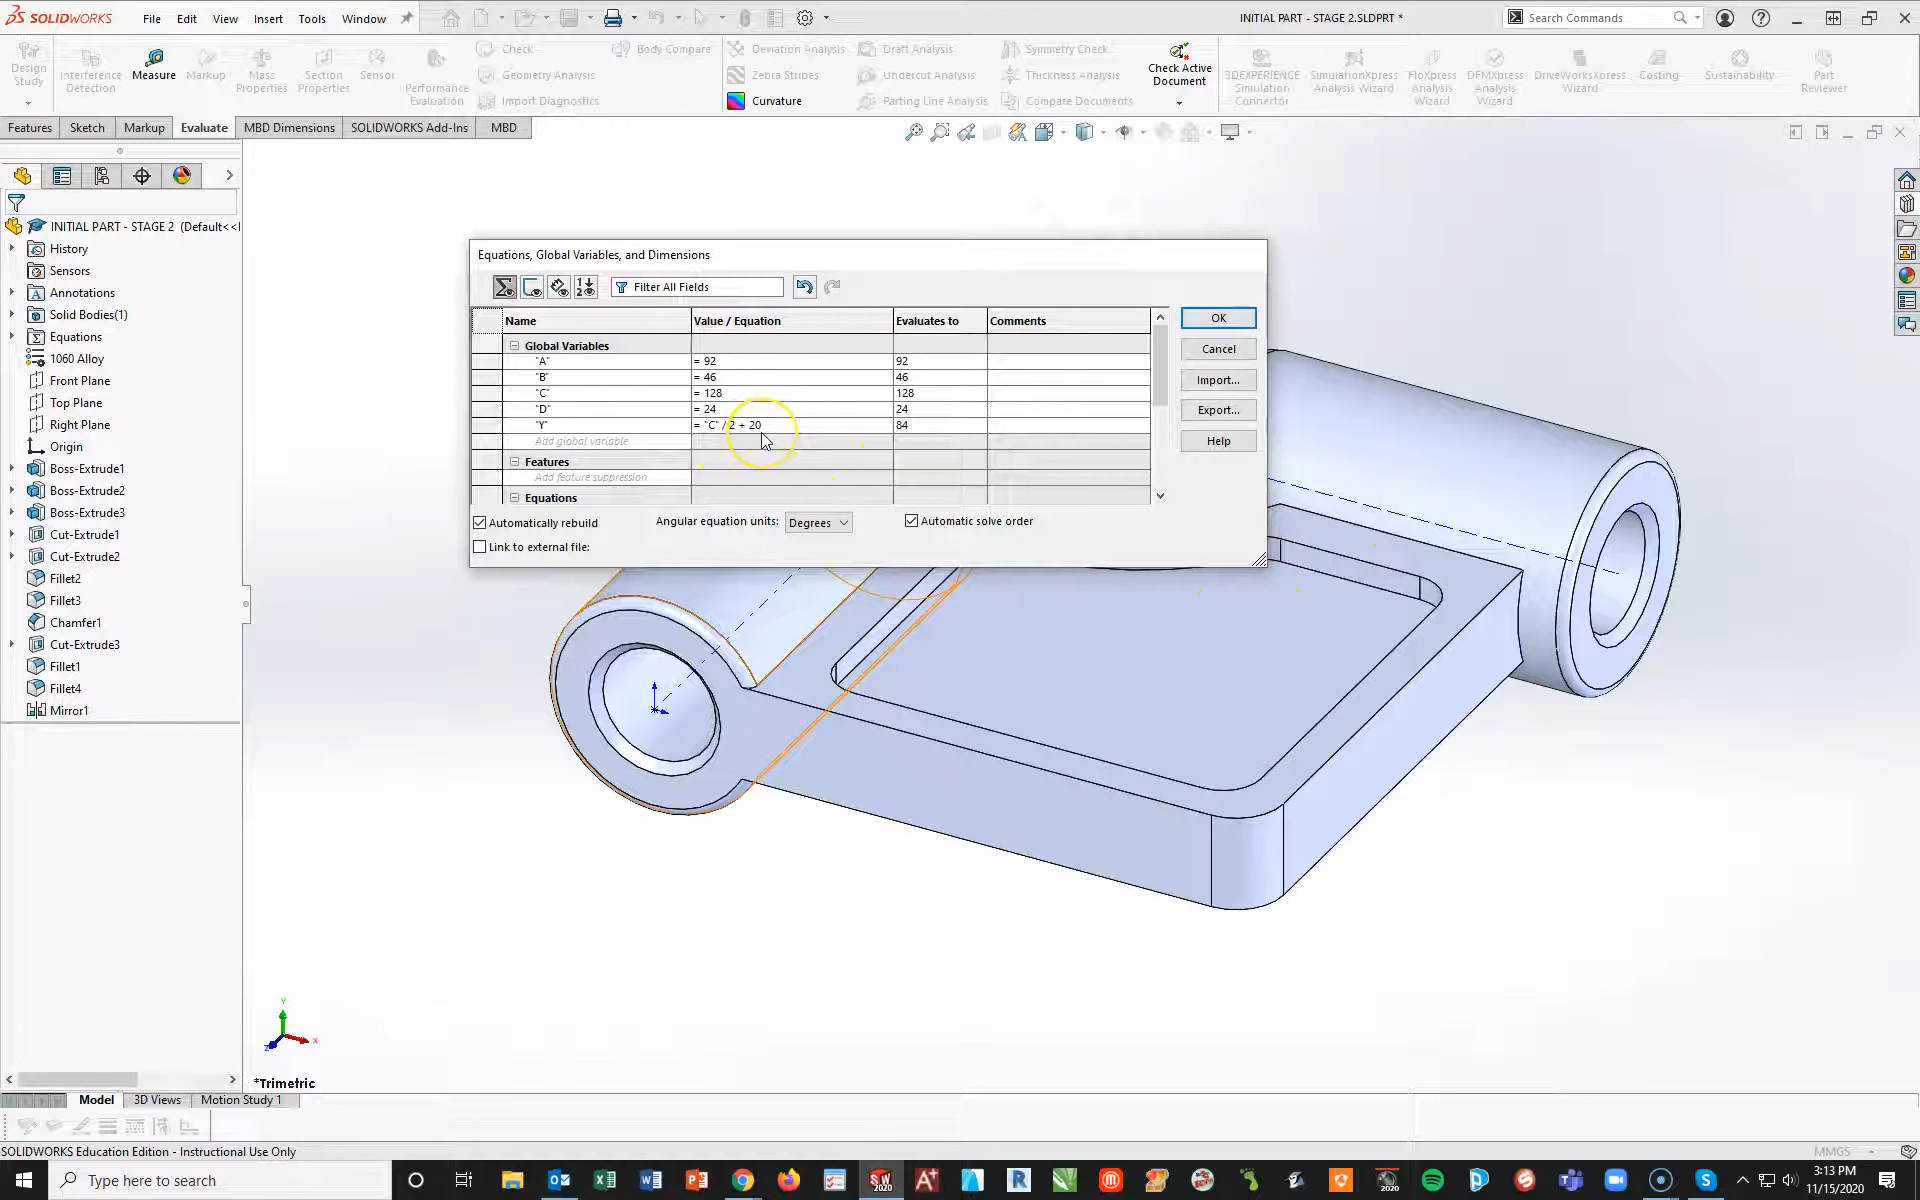 SOLIDWORKS File Edit View Insert Tools Window INITIAL PART - STAGE 2.SLDPRT * Search Commands
Design Study
Interference Detection
Measure
Markup
Mass Properties
Section Properties
Sensor
Performance Evaluation
Check
Geometry Analysis
Import Diagnostics
Body Compare
Deviation Analysis
Zebra Stripes
Curvature
Draft Analysis
Undercut Analysis
Parting Line Analysis
Symmetry Check
Thickness Analysis
Compare Documents
Check Active Document
3DEXPERIENCE Simulation Connector
SimulationXpress Analysis Wizard
FloXpress Analysis Wizard
DFMXpress Analysis Wizard
DriveWorksXpress Wizard
Costing
Sustainability
Part Reviewer
Features Sketch Markup Evaluate MBD Dimensions SOLIDWORKS Add-Ins MBD
INITIAL PART - STAGE 2 (Default<<
History
Sensors
Annotations
Solid Bodies(1)
Equations
1060 Alloy
Front Plane
Top Plane
Right Plane
Origin
Boss-Extrude1
Boss-Extrude2
Boss-Extrude3
Cut-Extrude1
Cut-Extrude2
Fillet2
Fillet3
Chamfer1
Cut-Extrude3
Fillet1
Fillet4
Mirror1
Equations, Global Variables, and Dimensions
Filter All Fields
Name Value / Equation Evaluates to Comments
Global Variables
"A" = 92 92
"B" = 46 46
"C" = 128 128
"D" = 24 24
"Y" = "C" / 2 + 20 84
Add global variable
Features
Add feature suppression
Equations
OK
Cancel
Import...
Export...
Help
Automatically rebuild Angular equation units: Degrees Automatic solve order
Link to external file:
Y
X
Z
*Trimetric
Model 3D Views Motion Study 1
SOLIDWORKS Education Edition - Instructional Use Only MMGS
Type here to search
3:13 PM
11/15/2020